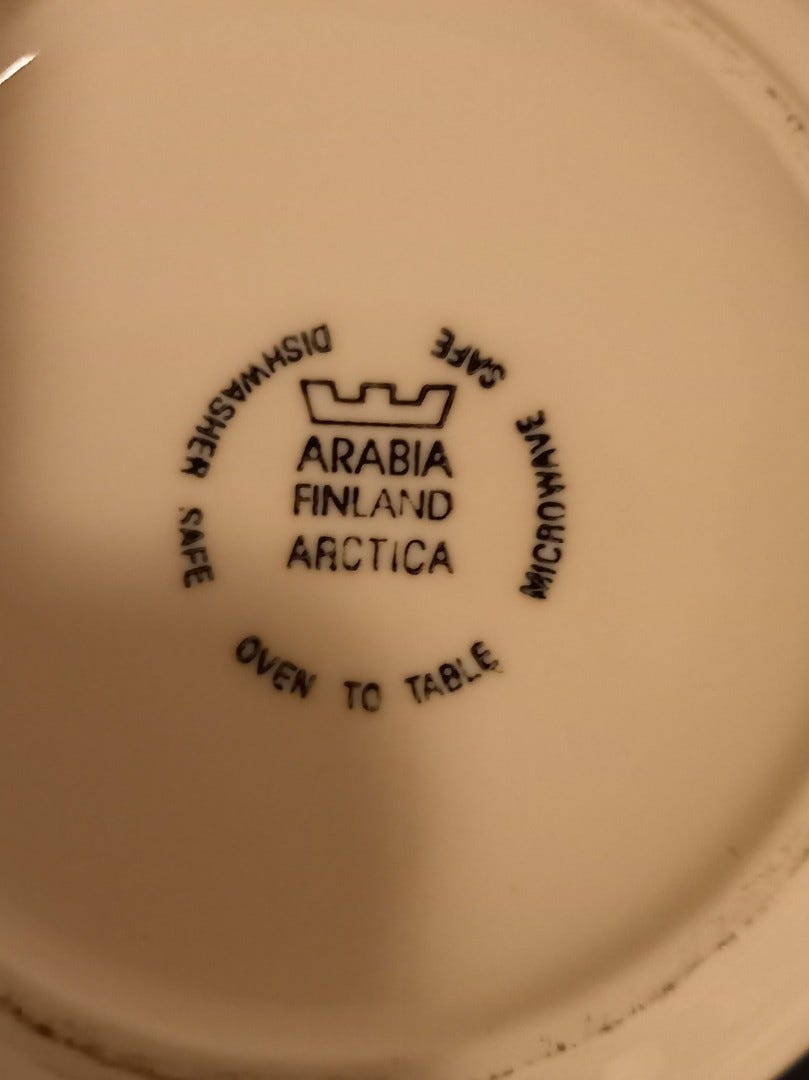 ARABIA
FINLAND
ARCTICA
DISHWASHER SAFE
OVEN TO TABLE
MICROWAVE SAFE